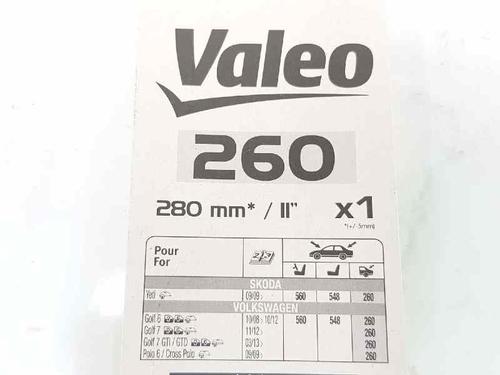 Valeo
260
280 mm* / 11" x1
*(+/- 5mm)
Pour
For
SKODA
Yeti 09/09> 560 548 260
VOLKSWAGEN
Golf 6 10/08 > 10/12 560 548 260
Golf 7 11/12> 260
Golf 7 GTI / GTD 03/13> 260
Polo 6 / Cross Polo 09/09> 260